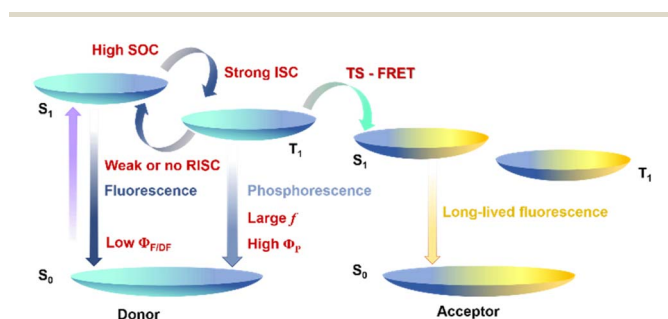 High SOC
Strong ISC
TS - FRET
S1
T1
S1
T1
Weak or no RISC
Fluorescence
Phosphorescence
Large f
Long-lived fluorescence
Low ΦF/DF
High ΦP
S0
S0
Donor
Acceptor